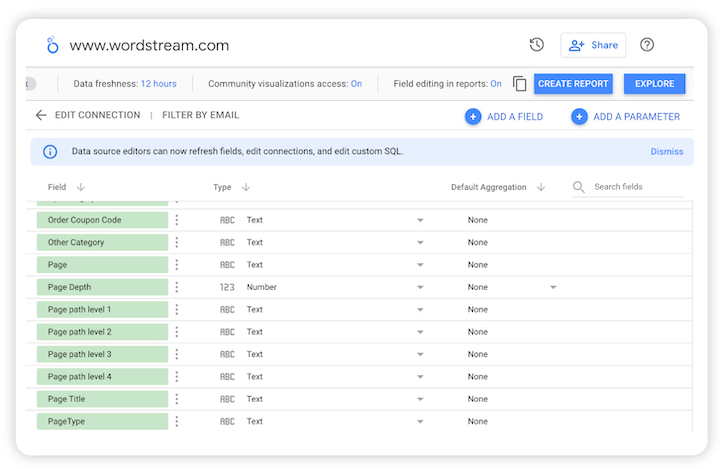 www.wordstream.com
Share
Data freshness: 12 hours
Community visualizations access: On
Field editing in reports: On
CREATE REPORT
EXPLORE
EDIT CONNECTION | FILTER BY EMAIL
ADD A FIELD
ADD A PARAMETER
Data source editors can now refresh fields, edit connections, and edit custom SQL.
Dismiss
Field
Type
Default Aggregation
Search fields
Order Coupon Code ABC Text None
Other Category ABC Text None
Page ABC Text None
Page Depth 123 Number None
Page path level 1 ABC Text None
Page path level 2 ABC Text None
Page path level 3 ABC Text None
Page path level 4 ABC Text None
Page Title ABC Text None
PageType ABC Text None